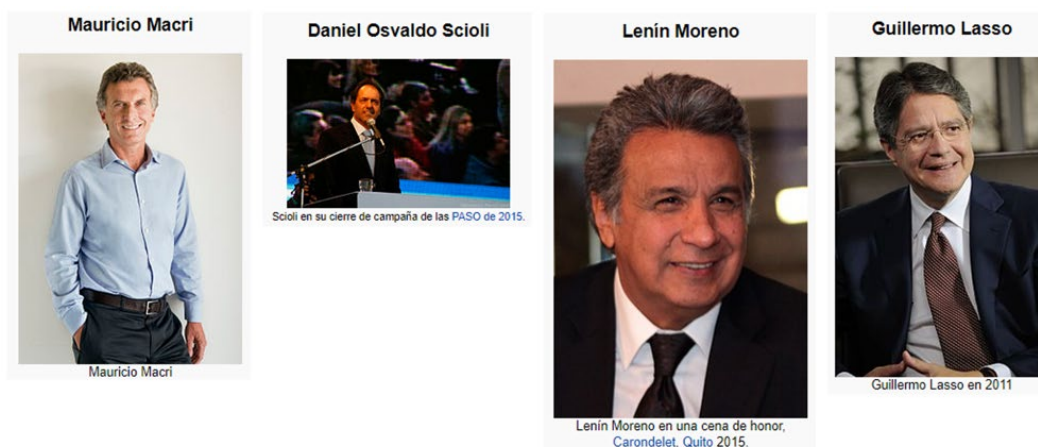 Mauricio Macri
Mauricio Macri
Daniel Osvaldo Scioli
Scioli en su cierre de campaña de las PASO de 2015.
Lenín Moreno
Lenín Moreno en una cena de honor,
Carondelet, Quito 2015.
Guillermo Lasso
Guillermo Lasso en 2011